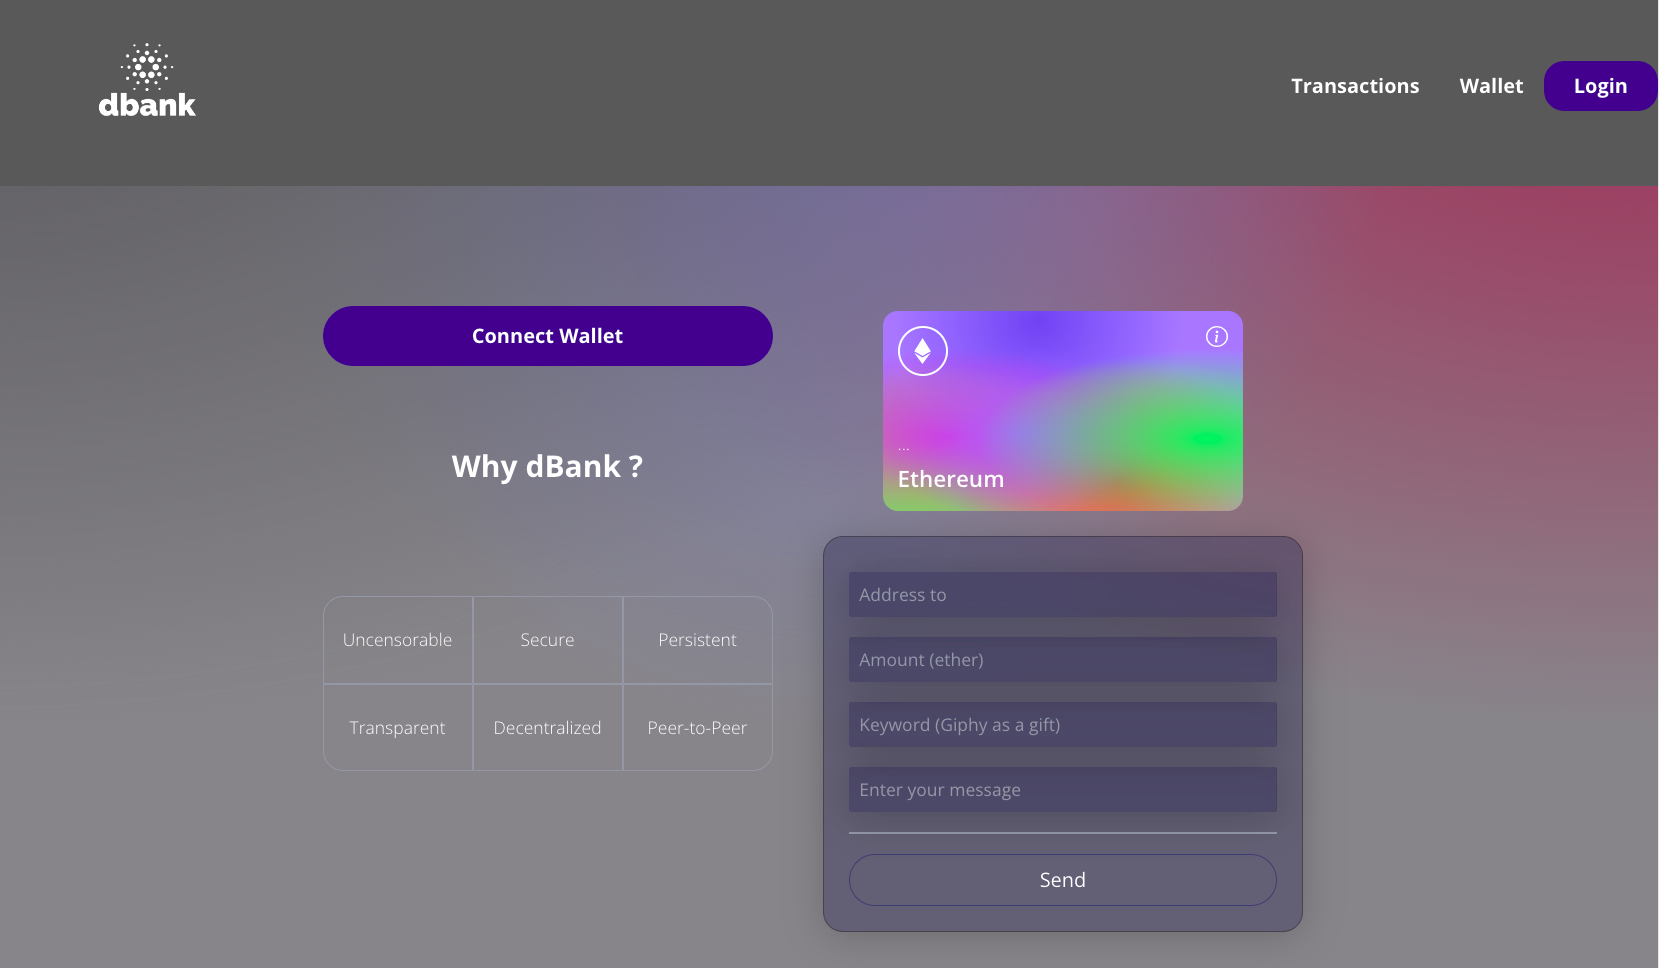 dbank
Transactions
Wallet
Login
Connect Wallet
Why dBank ?
Uncensorable
Secure
Persistent
Transparent
Decentralized
Peer-to-Peer
i
...
Ethereum
Address to
Amount (ether)
Keyword (Giphy as a gift)
Enter your message
Send